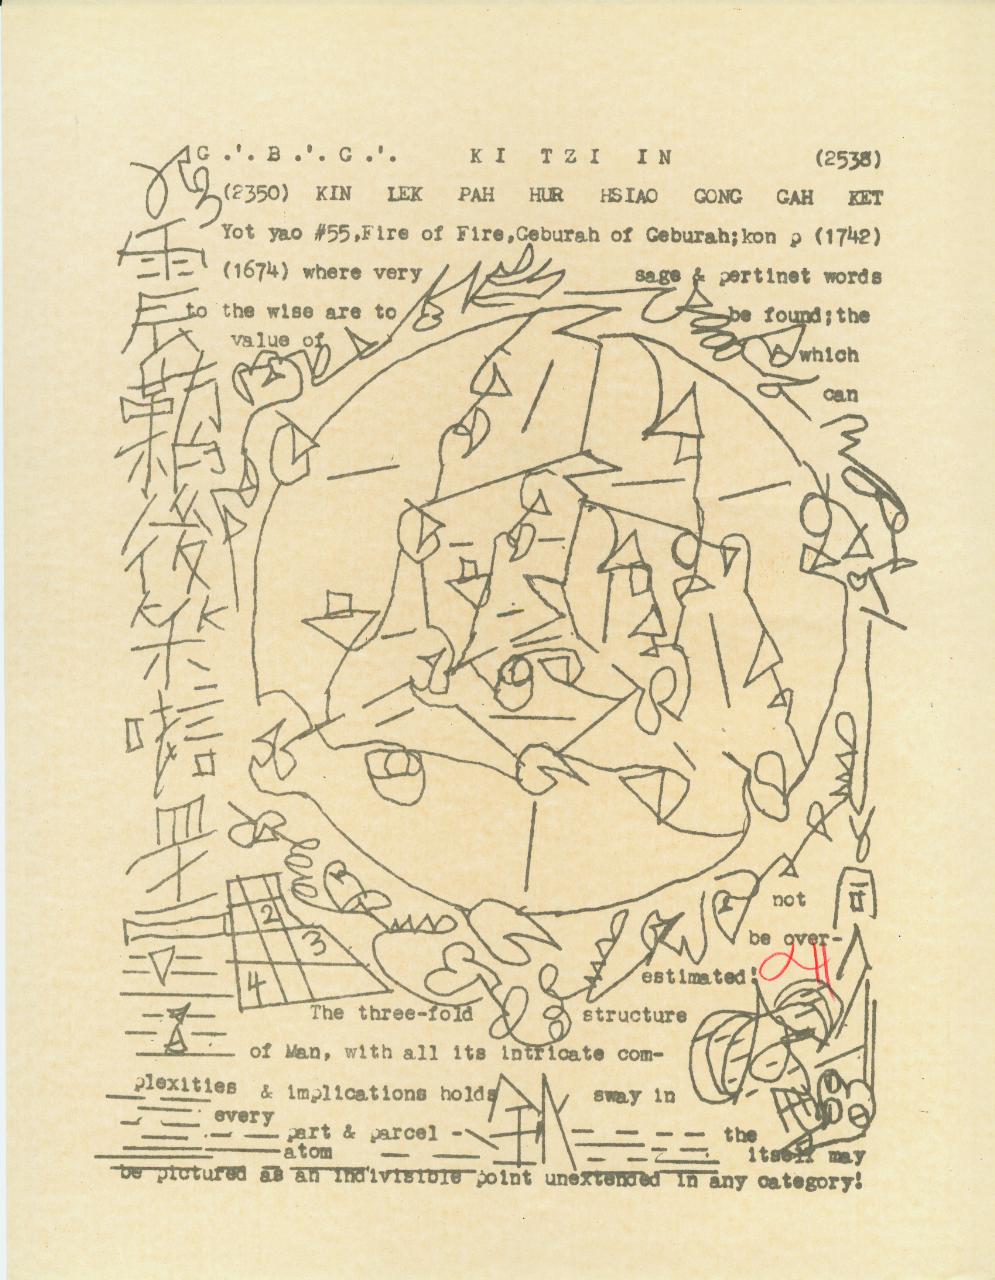 G.'. B.'. G.'. KI TZI IN (2538)
(2350) KIN LEK PAH HUR HSIAO GONG GAH KET
Yot yao #55,Fire of Fire,Geburah of Geburah;kon p (1742)
(1674) where very sage & pertinet words
to the wise are to be found;the
value of which
can
not
be over-
estimated!
2
3
4
The three-fold structure
of Man, with all its intricate com-
plexities & implications holds sway in
every
part & parcel - the
atom itself may
be pictured as an indivisible point unextended in any category!